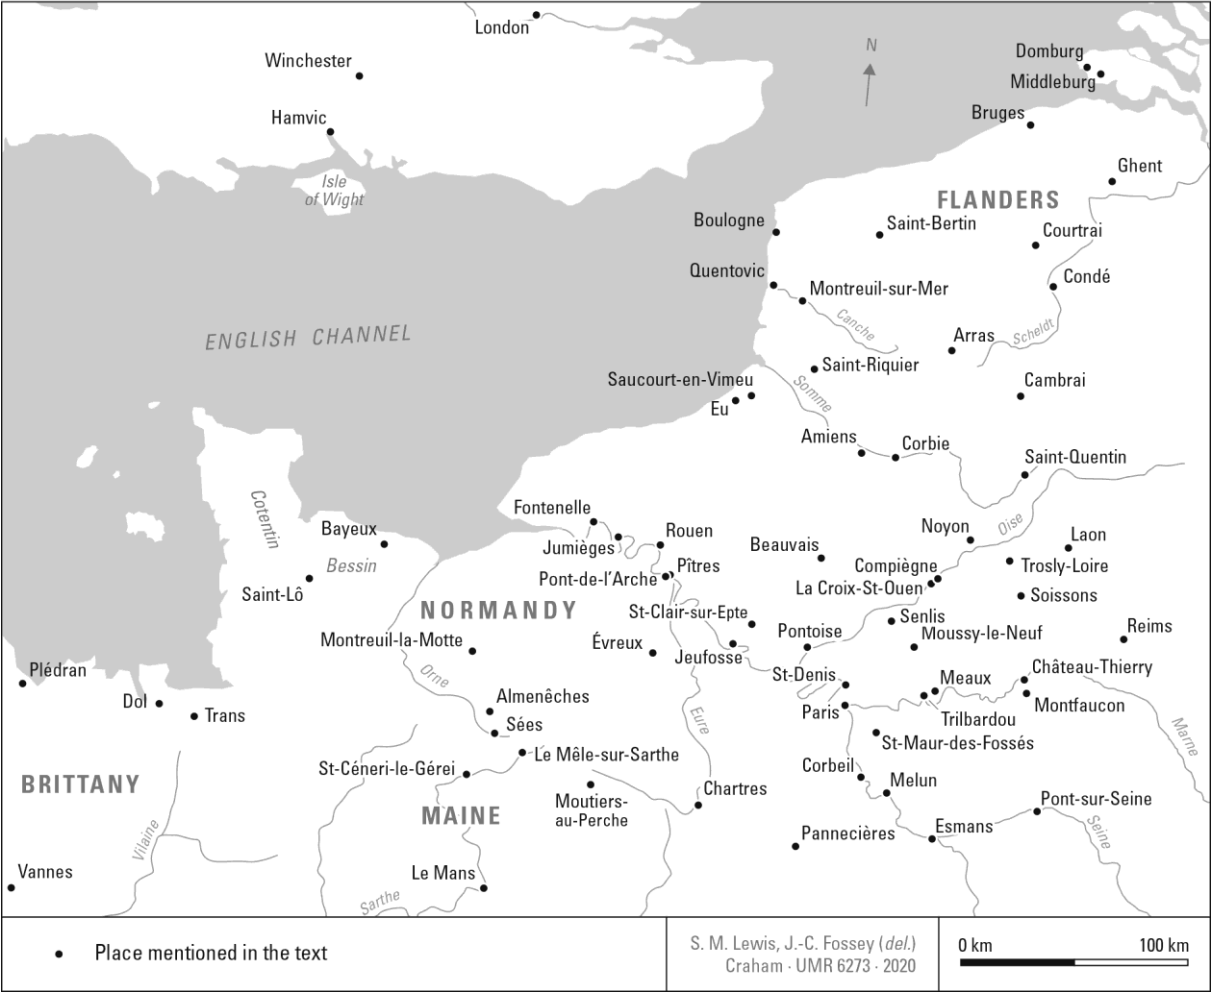 London
Winchester
Domburg
Middleburg
N
Hamvic
Bruges
Isle
of Wight
Ghent
FLANDERS
Boulogne
Saint-Bertin
Courtrai
Quentovic
Condé
Montreuil-sur-Mer
ENGLISH CHANNEL
Canche
Scheldt
Arras
Saint-Riquier
Saucourt-en-Vimeu
Cambrai
Eu
Somme
Amiens
Corbie
Saint-Quentin
Cotentin
Fontenelle
Bayeux
Rouen
Noyon
Oise
Laon
Jumièges
Beauvais
Bessin
Pîtres
Compiègne
Trosly-Loire
Pont-de-l'Arche
Saint-Lô
La Croix-St-Ouen
Soissons
NORMANDY
St-Clair-sur-Epte
Senlis
Reims
Montreuil-la-Motte
Évreux
Pontoise
Moussy-le-Neuf
Jeufosse
Plédran
Orne
St-Denis
Château-Thierry
Meaux
Dol
Almenêches
Montfaucon
Trans
Sées
Eure
Paris
Trilbardou
Marne
St-Maur-des-Fossés
Le Mêle-sur-Sarthe
St-Céneri-le-Gérei
Corbeil
BRITTANY
Melun
Chartres
Moutiers-
au-Perche
Pont-sur-Seine
MAINE
Vilaine
Pannecières
Esmans
Seine
Vannes
Le Mans
Sarthe
Place mentioned in the text
S. M. Lewis, J.-C. Fossey (del.)
Craham · UMR 6273 · 2020
0 km 100 km